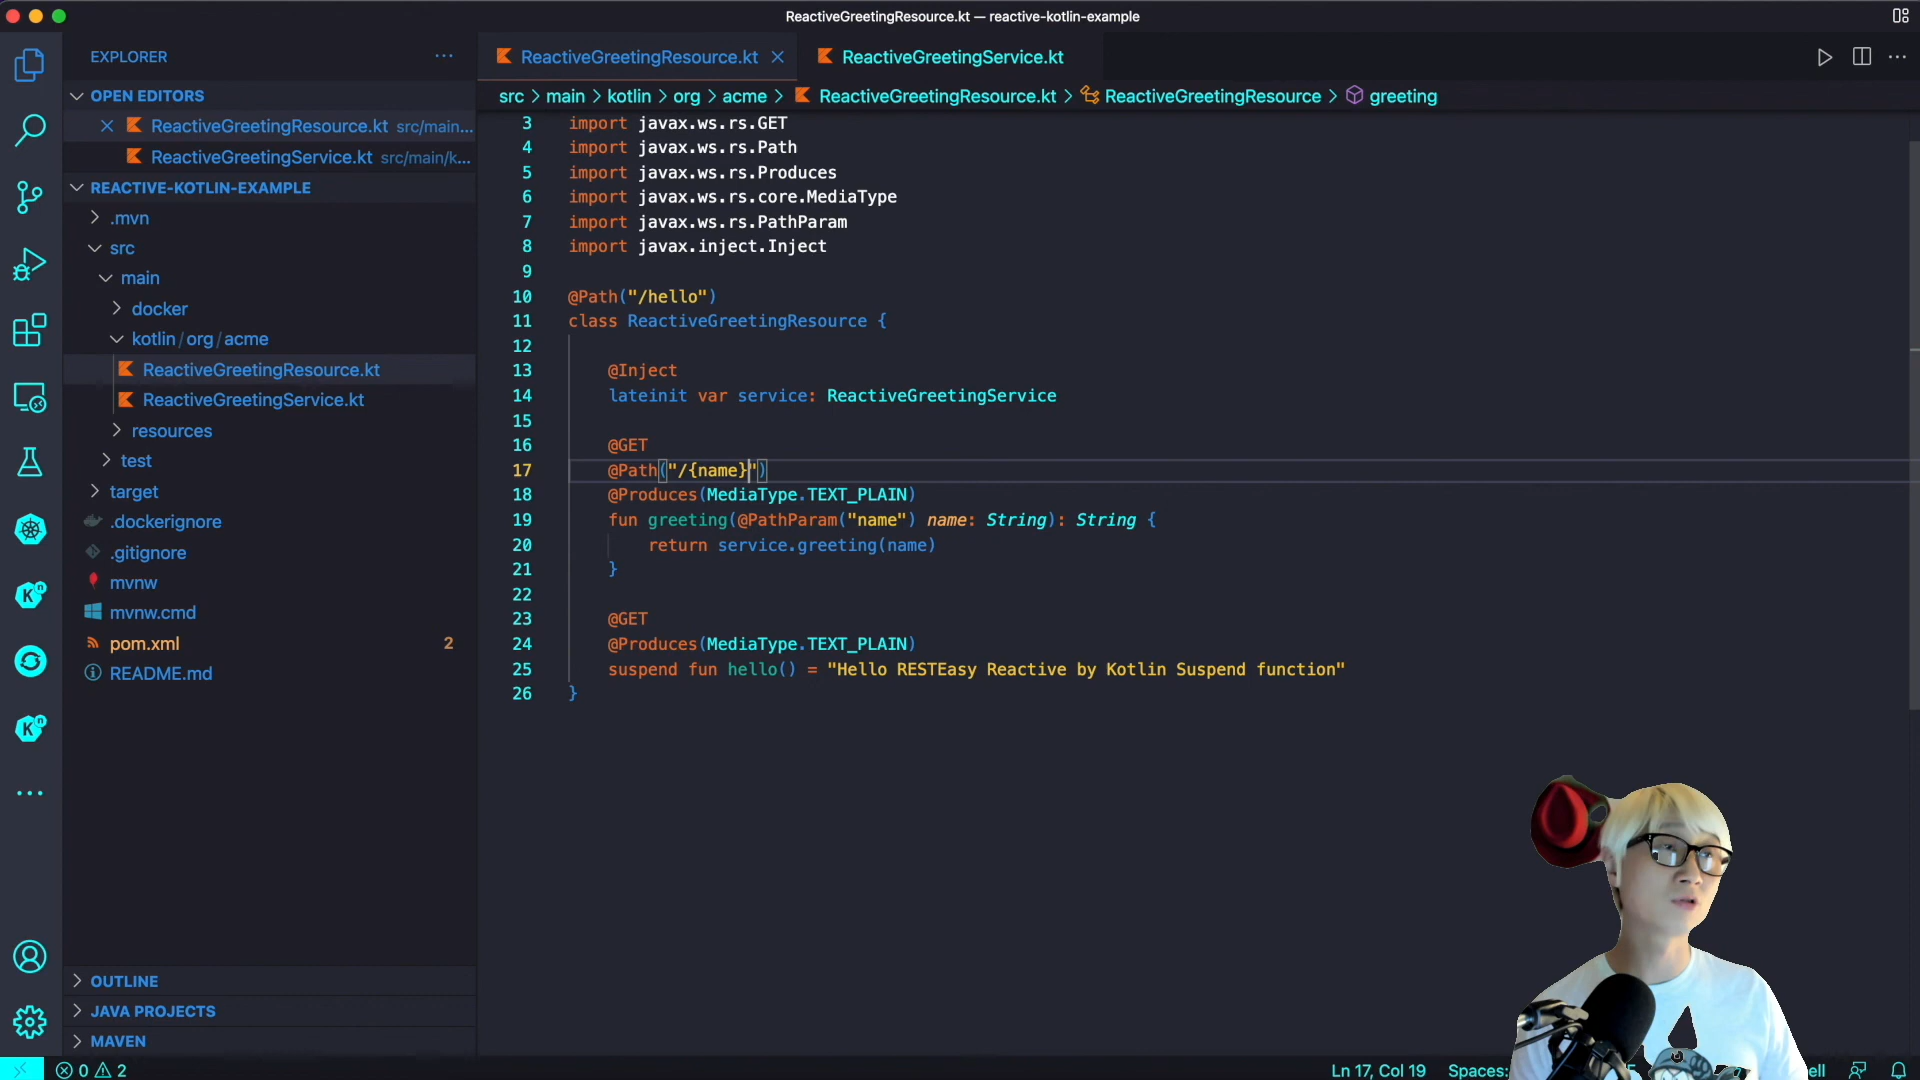 ReactiveGreetingResource.kt — reactive-kotlin-example
EXPLORER
OPEN EDITORS
ReactiveGreetingResource.kt src/main...
ReactiveGreetingService.kt src/main/k...
REACTIVE-KOTLIN-EXAMPLE
.mvn
src
main
docker
kotlin/org/acme
ReactiveGreetingResource.kt
ReactiveGreetingService.kt
resources
test
target
.dockerignore
.gitignore
mvnw
mvnw.cmd
pom.xml 2
README.md
OUTLINE
JAVA PROJECTS
MAVEN
ReactiveGreetingResource.kt
ReactiveGreetingService.kt
src > main > kotlin > org > acme > ReactiveGreetingResource.kt > ReactiveGreetingResource > greeting
3 import javax.ws.rs.GET
4 import javax.ws.rs.Path
5 import javax.ws.rs.Produces
6 import javax.ws.rs.core.MediaType
7 import javax.ws.rs.PathParam
8 import javax.inject.Inject
9
10 @Path("/hello")
11 class ReactiveGreetingResource {
12
13 @Inject
14 lateinit var service: ReactiveGreetingService
15
16 @GET
17 @Path("/{name}")
18 @Produces(MediaType.TEXT_PLAIN)
19 fun greeting(@PathParam("name") name: String): String {
20 return service.greeting(name)
21 }
22
23 @GET
24 @Produces(MediaType.TEXT_PLAIN)
25 suspend fun hello() = "Hello RESTEasy Reactive by Kotlin Suspend function"
26 }
0 2
Ln 17, Col 19 Spaces: